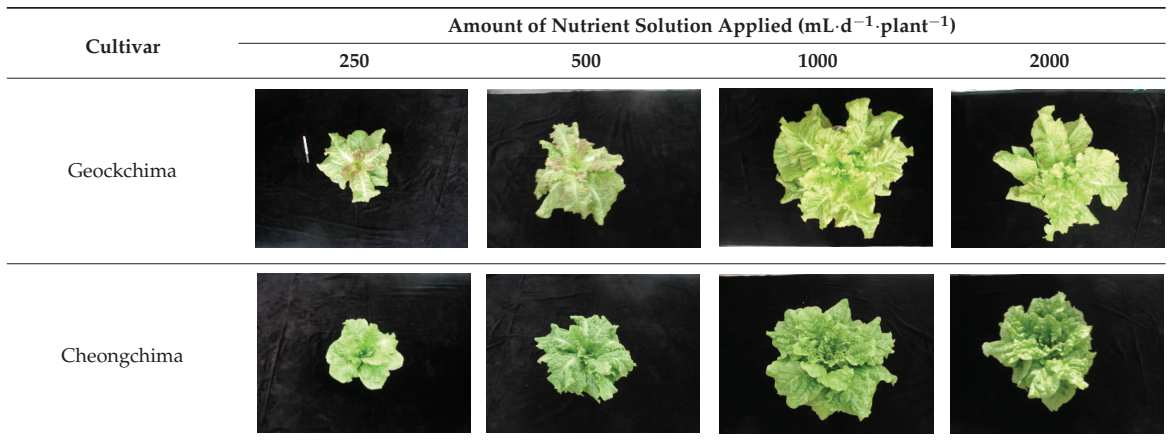 Cultivar
Amount of Nutrient Solution Applied (mL·d−1·plant−1)
250 500 1000 2000
Geockchima
Cheongchima